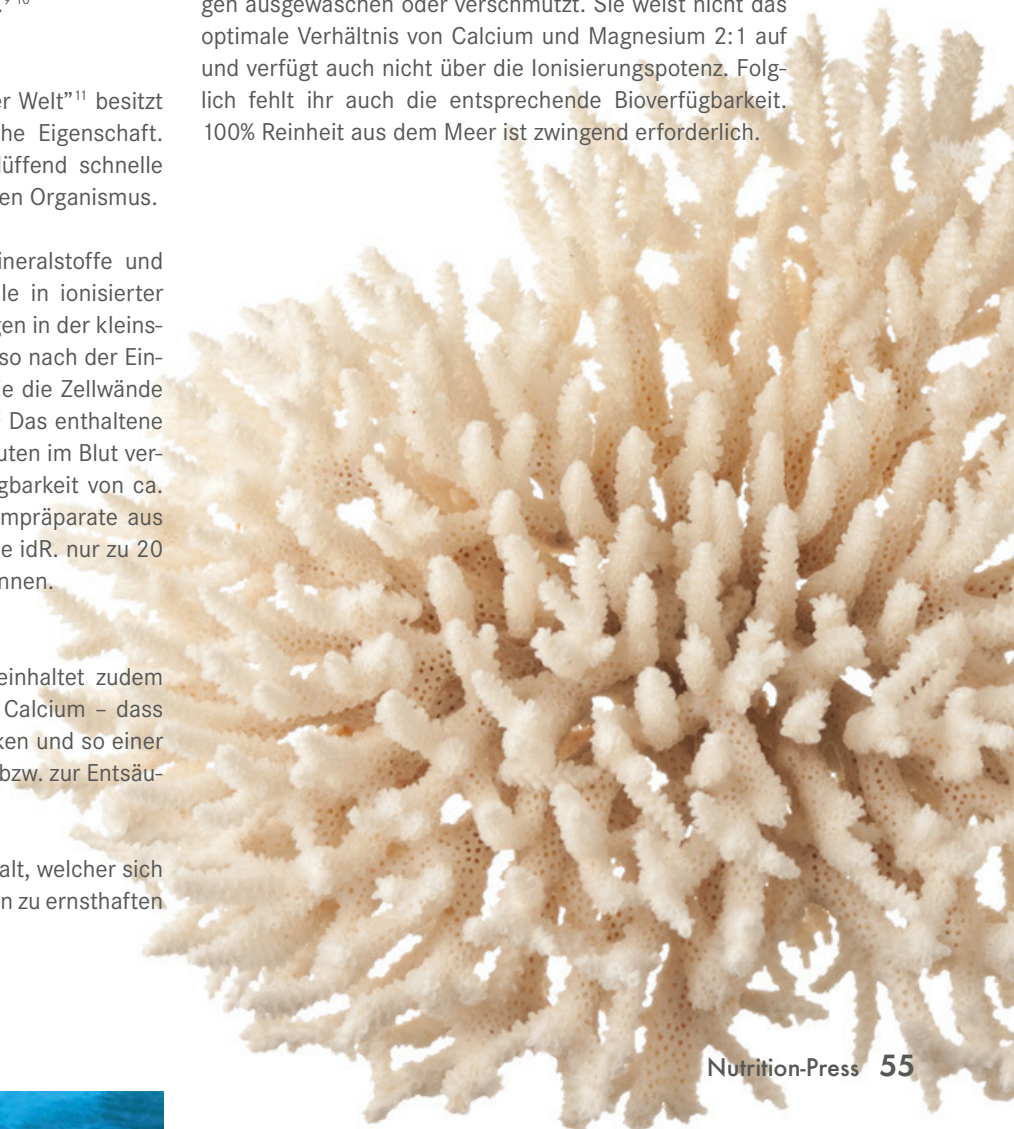 er Welt”11 besitzt
he Eigenschaft.
lüffend schnelle
en Organismus.
ineralstoffe und
le in ionisierter
gen in der kleins-
so nach der Ein-
e die Zellwände
Das enthaltene
uten im Blut ver-
gbarkeit von ca.
mpräparate aus
e idR. nur zu 20
nnen.
einhaltet zudem
Calcium – dass
ken und so einer
bzw. zur Entsäu-
alt, welcher sich
n zu ernsthaften
gen ausgewaschen oder verschmutzt. Sie weist nicht das
optimale Verhältnis von Calcium und Magnesium 2:1 auf
und verfügt auch nicht über die Ionisierungspotenz. Folg-
lich fehlt ihr auch die entsprechende Bioverfügbarkeit.
100% Reinheit aus dem Meer ist zwingend erforderlich.
Nutrition-Press 55